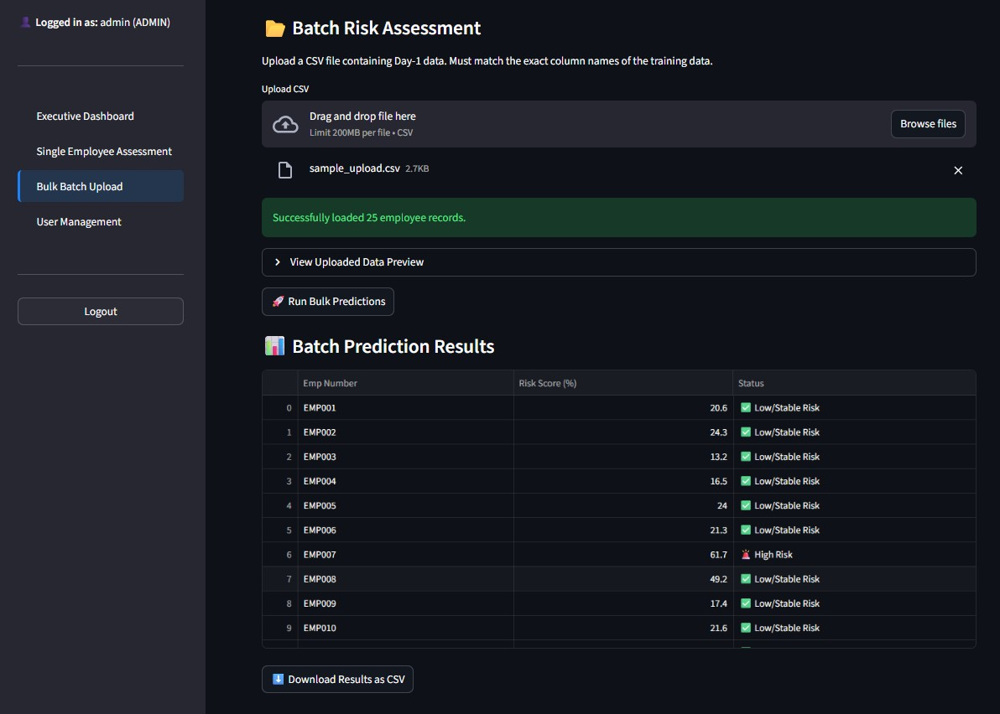 Logged in as: admin (ADMIN)
Executive Dashboard
Single Employee Assessment
Bulk Batch Upload
User Management
Logout
Batch Risk Assessment
Upload a CSV file containing Day-1 data. Must match the exact column names of the training data.
Upload CSV
Drag and drop file here
Limit 200MB per file • CSV
Browse files
sample_upload.csv 2.7KB
Successfully loaded 25 employee records.
View Uploaded Data Preview
Run Bulk Predictions
Batch Prediction Results
Emp Number Risk Score (%) Status
0 EMP001 20.6 Low/Stable Risk
1 EMP002 24.3 Low/Stable Risk
2 EMP003 13.2 Low/Stable Risk
3 EMP004 16.5 Low/Stable Risk
4 EMP005 24 Low/Stable Risk
5 EMP006 21.3 Low/Stable Risk
6 EMP007 61.7 High Risk
7 EMP008 49.2 Low/Stable Risk
8 EMP009 17.4 Low/Stable Risk
9 EMP010 21.6 Low/Stable Risk
Download Results as CSV